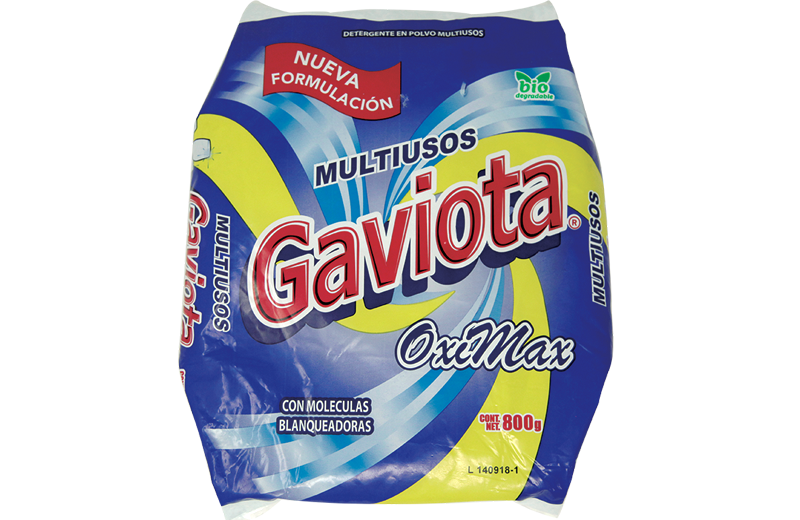 DETERGENTE EN POLVO MULTIUSOS
NUEVA
FORMULACIÓN
bio
degradable
MULTIUSOS
Gaviota®
OxiMax
CON MOLECULAS
BLANQUEADORAS
CONT.
NET. 800g
L 140918-1
Gaviota
MULTIUSOS
MULTIUSOS